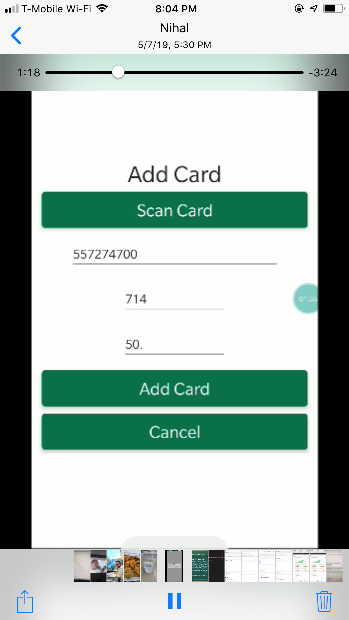 T-Mobile Wi-Fi
8:04 PM
Nihal
5/7/19, 5:30 PM
1:18
-3:24
Add Card
Scan Card
557274700
714
50.
Add Card
Cancel